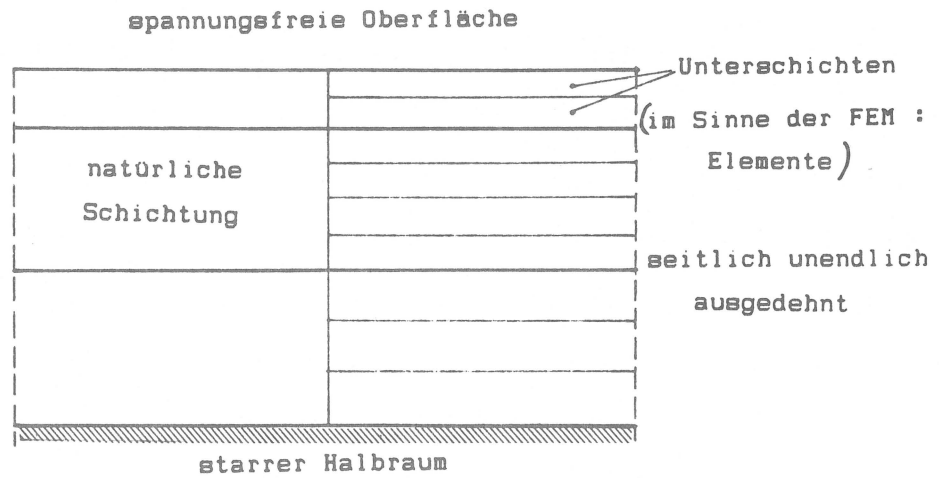 spannungsfreie Oberfläche
Unterschichten
(im Sinne der FEM :
Elemente)
natürliche
Schichtung
seitlich unendlich
ausgedehnt
starrer Halbraum